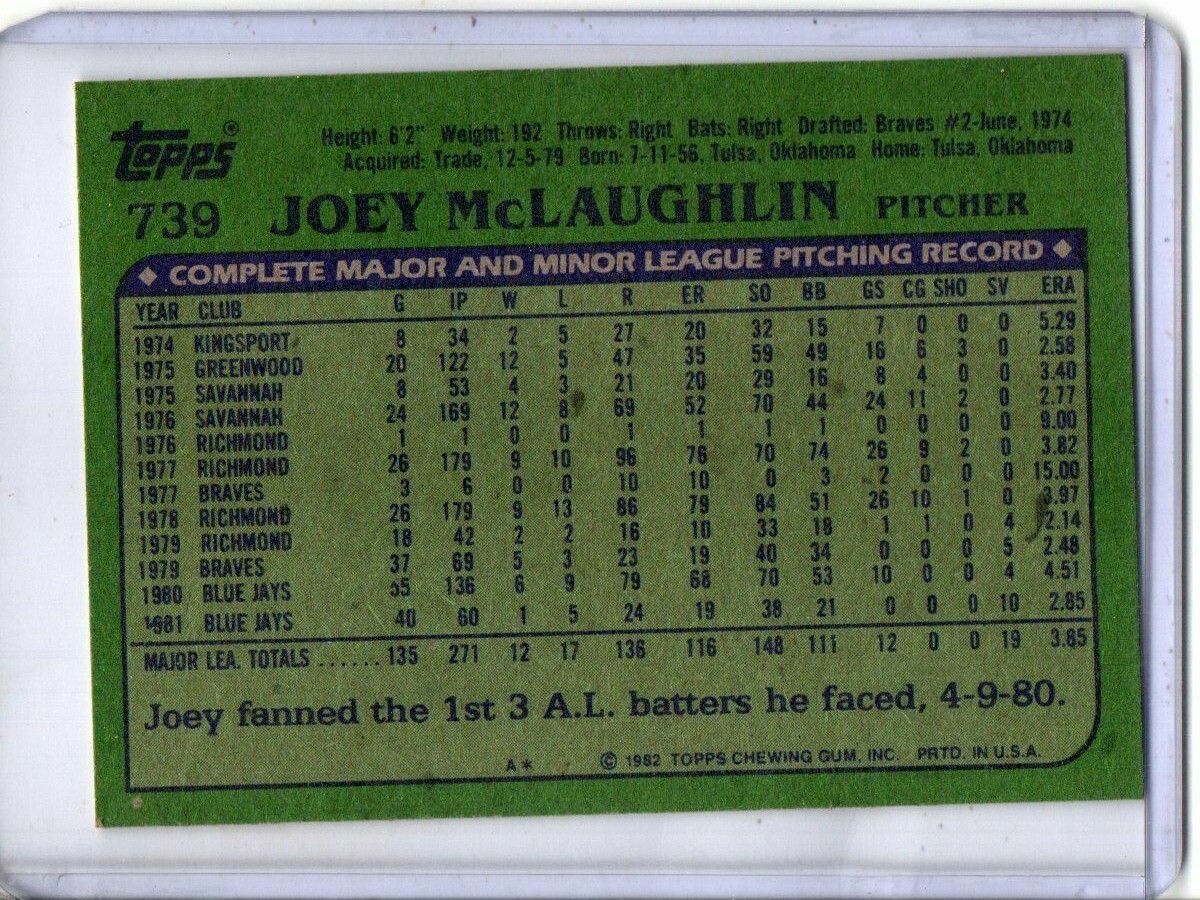 Topps®
Height: 6'2" Weight: 192 Throws: Right Bats: Right Drafted: Braves #2-June, 1974
Acquired: Trade, 12-5-79 Born: 7-11-56, Tulsa, Oklahoma Home: Tulsa, Oklahoma
739 JOEY McLAUGHLIN PITCHER
◆ COMPLETE MAJOR AND MINOR LEAGUE PITCHING RECORD ◆
YEAR CLUB G IP W L R ER SO BB GS CG SHO SV ERA
1974 KINGSPORT 8 34 2 5 27 20 32 15 7 0 0 0 5.29
1975 GREENWOOD 20 122 12 5 47 35 59 49 16 6 3 0 2.58
1975 SAVANNAH 8 53 4 3 21 20 29 16 8 4 0 0 3.40
1976 SAVANNAH 24 169 12 8 69 52 70 44 24 11 2 0 2.77
1976 RICHMOND 1 1 0 0 1 1 1 1 0 0 0 0 9.00
1977 RICHMOND 26 179 9 10 96 76 70 74 26 9 2 0 3.82
1977 BRAVES 3 6 0 0 10 10 0 3 2 0 0 0 15.00
1978 RICHMOND 26 179 9 13 86 79 84 51 26 10 1 0 3.97
1979 RICHMOND 18 42 2 2 16 10 33 18 1 1 0 4 2.14
1979 BRAVES 37 69 5 3 23 19 40 34 0 0 0 5 2.48
1980 BLUE JAYS 55 136 6 9 79 68 70 53 10 0 0 4 4.51
1981 BLUE JAYS 40 60 1 5 24 19 38 21 0 0 0 10 2.85
MAJOR LEA. TOTALS ...... 135 271 12 17 136 116 148 111 12 0 0 19 3.85
Joey fanned the 1st 3 A.L. batters he faced, 4-9-80.
A* © 1982 TOPPS CHEWING GUM, INC. PRTD. IN U.S.A.